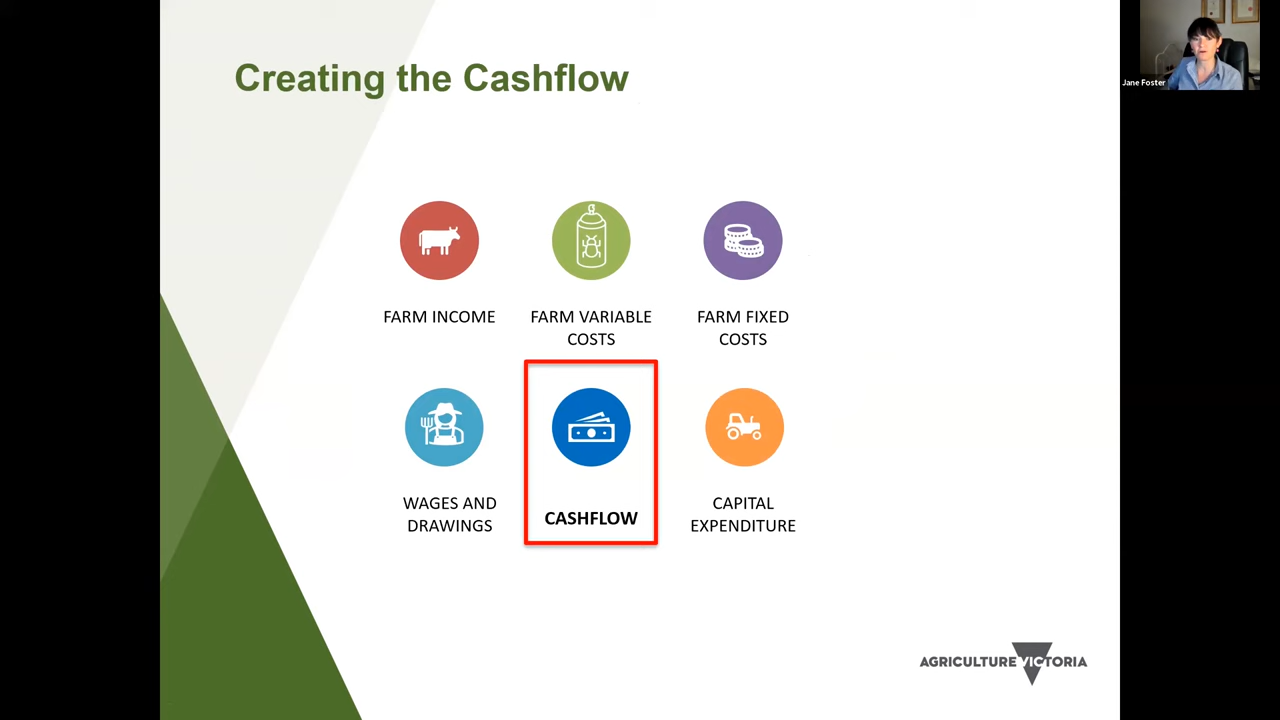 Creating the Cashflow
Jane Foster
FARM INCOME
FARM VARIABLE
COSTS
FARM FIXED
COSTS
WAGES AND
DRAWINGS
CASHFLOW
CAPITAL
EXPENDITURE
AGRICULTURE VICTORIA